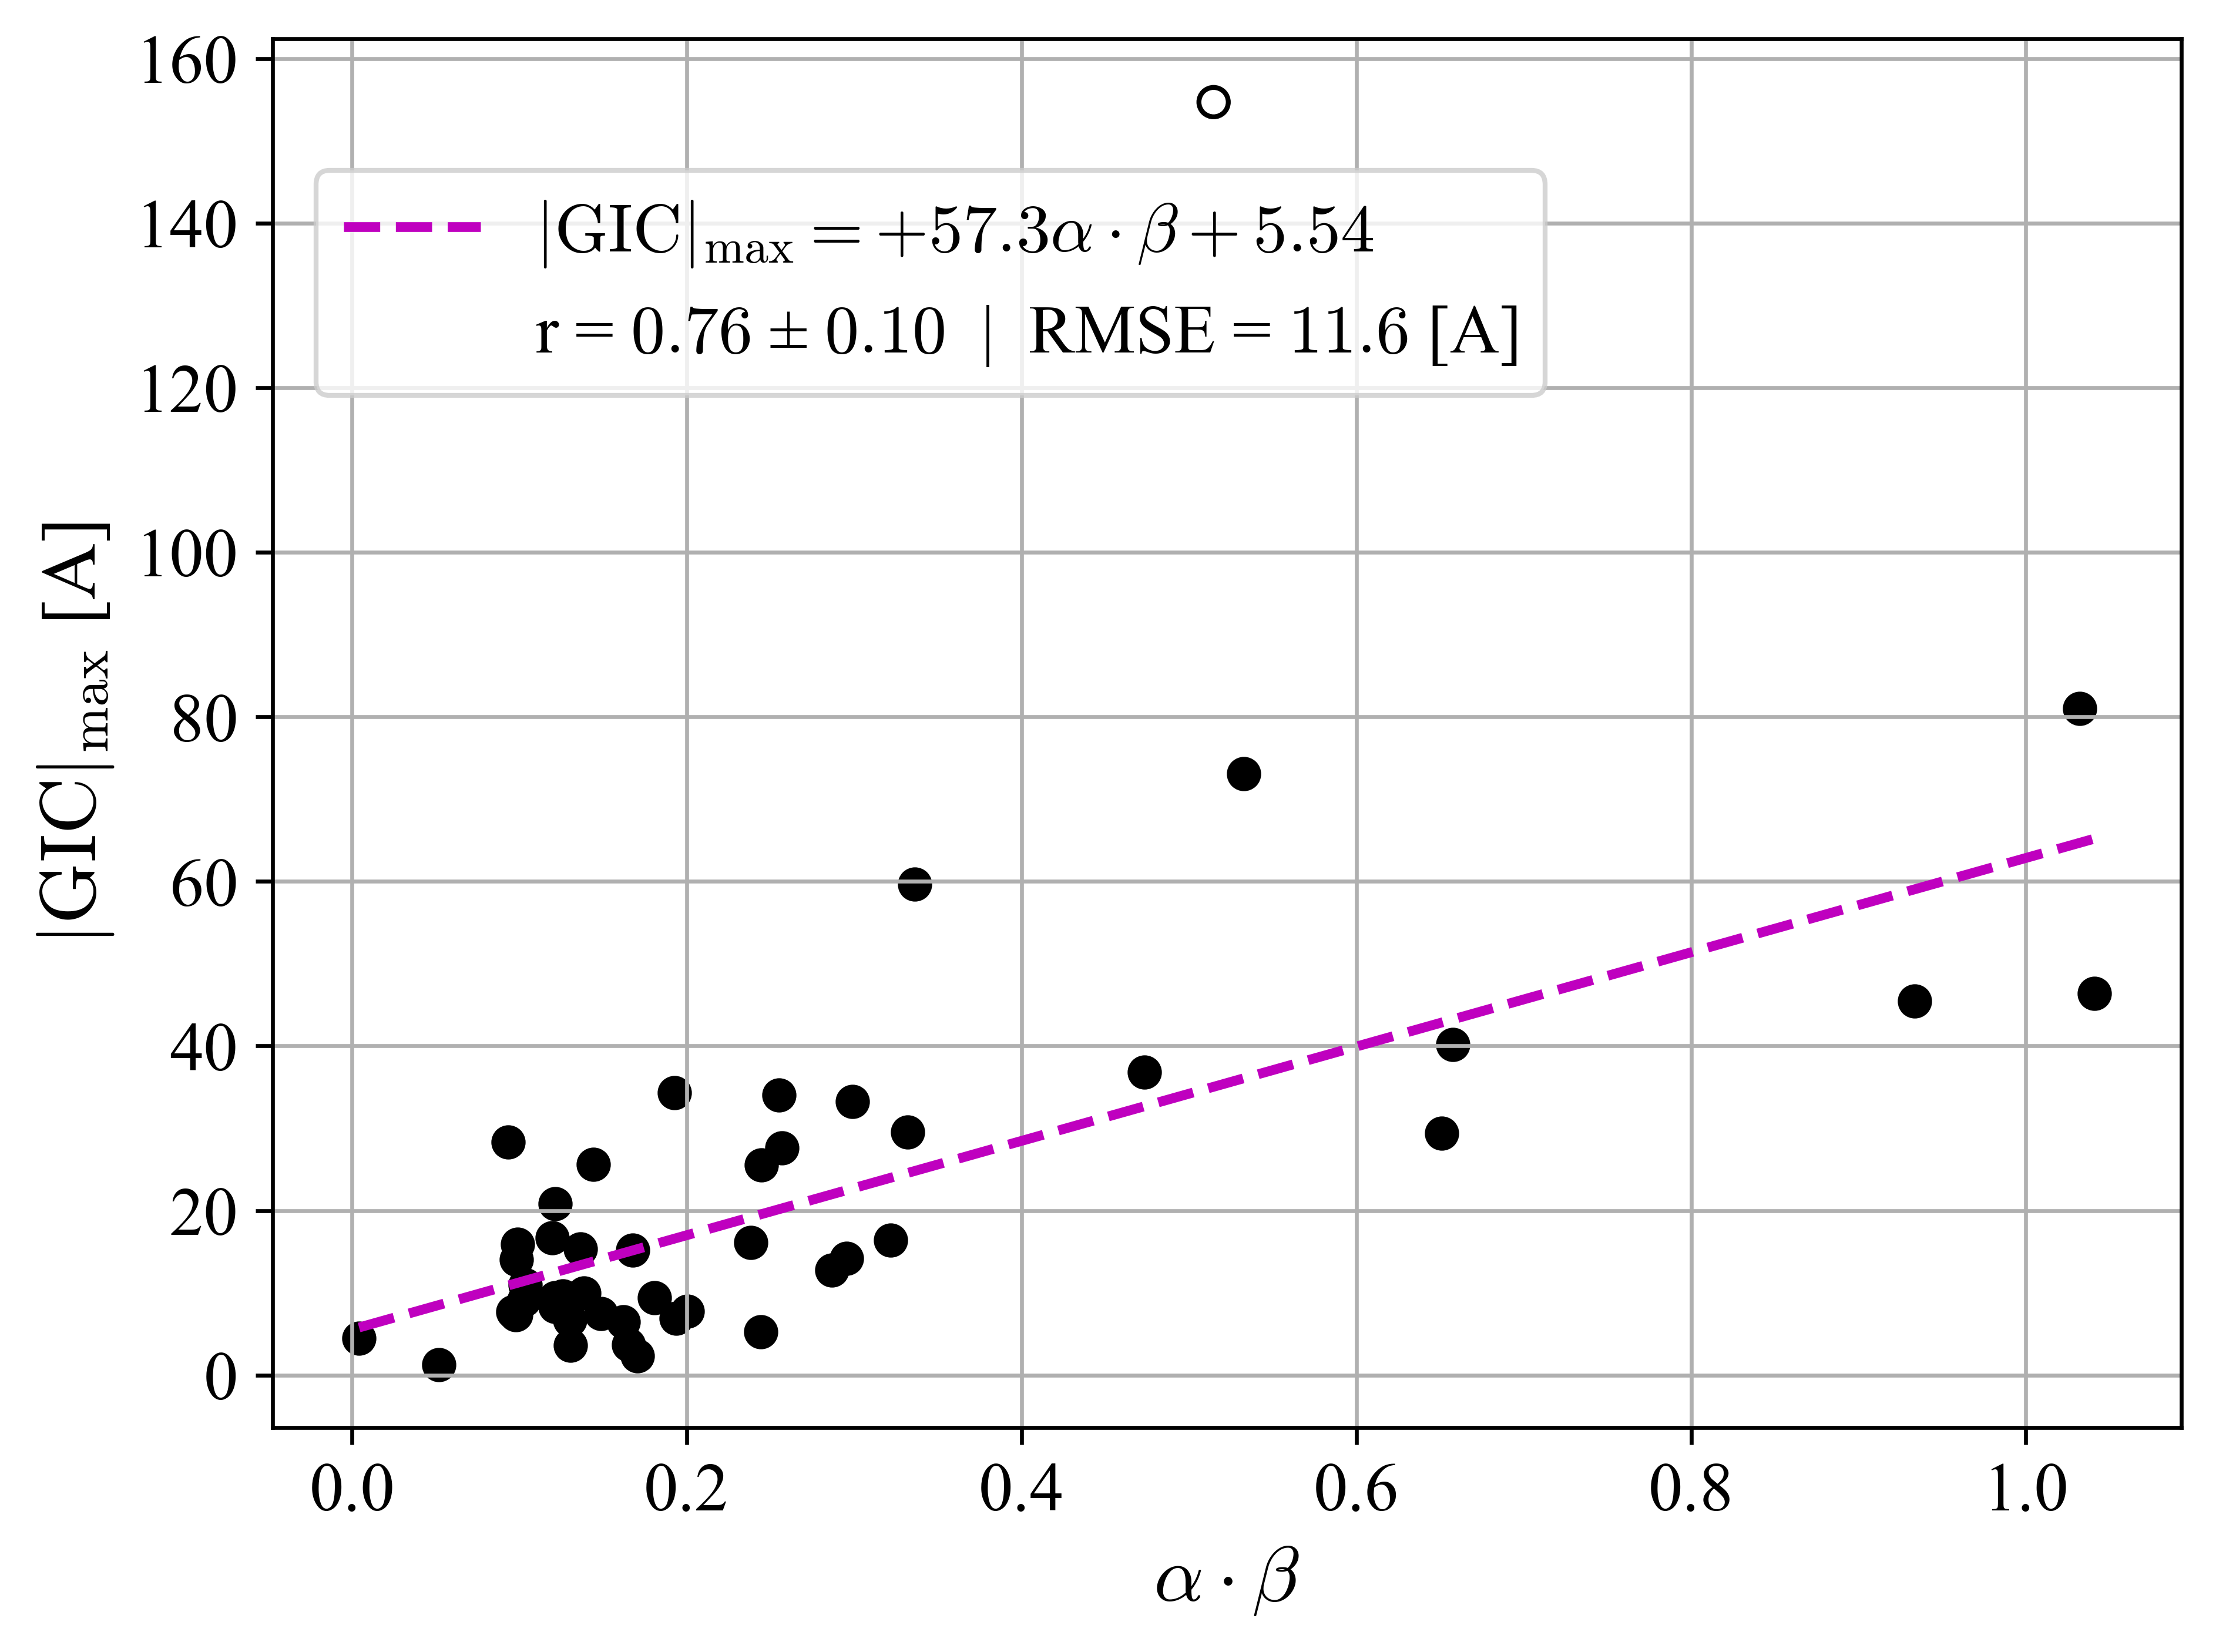 |GIC|max [A]
160
140
120
100
80
60
40
20
0
|GIC|max = +57.3α · β + 5.54
r = 0.76 ± 0.10 | RMSE = 11.6 [A]
0.0 0.2 0.4 0.6 0.8 1.0
α · β